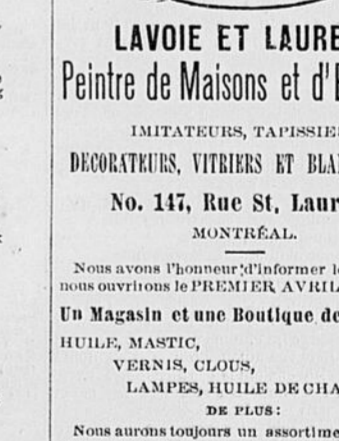 LAVOIE ET LAURE
Peintre de Maisons et d'E
IMITATEURS, TAPISSIE
DECORATEURS, VITRIERS ET BLA
No. 147, Rue St, Laur
MONTRÉAL.
Nous avons l'honneur d'informer l
nous ouvrirons le PREMIER AVRIL
Un Magasin et une Boutique de
HUILE, MASTIC,
VERNIS, CLOUS,
LAMPES, HUILE DE CHA
DE PLUS:
Nous aurons toujours un assortime